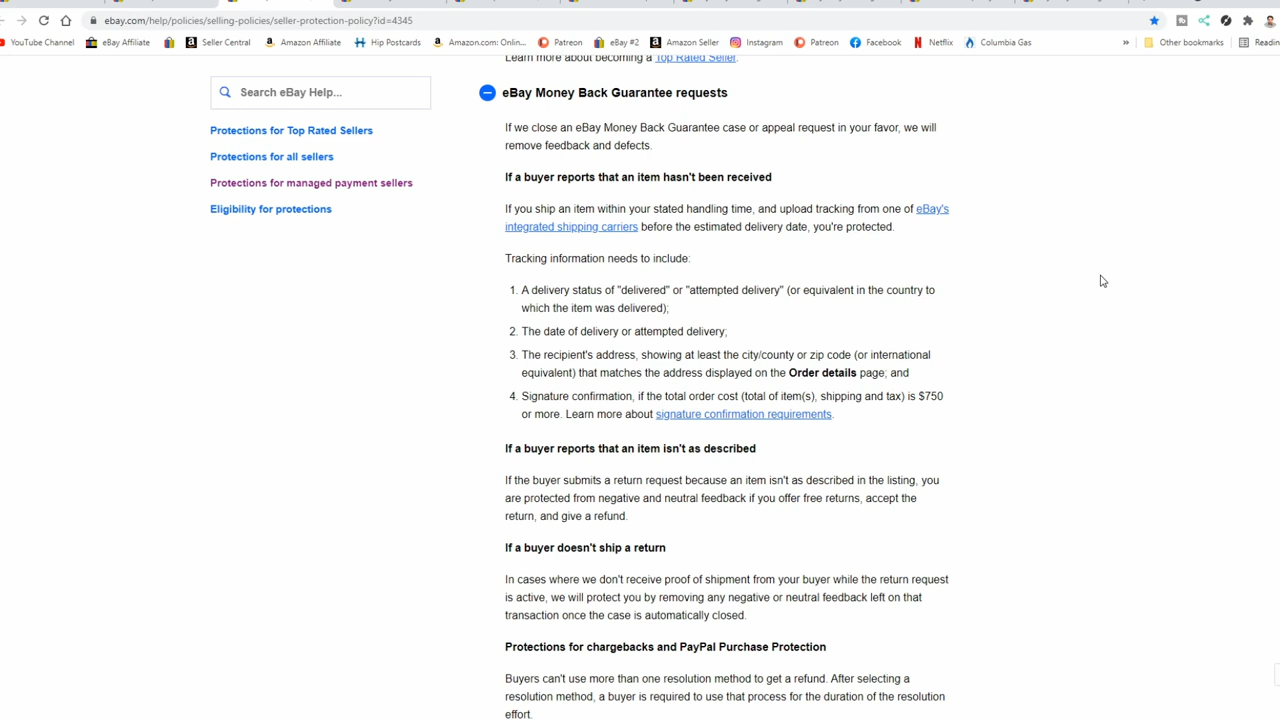 ebay.com/help/policies/selling-policies/seller-protection-policy?id=4345
YouTube Channel eBay Affiliate Seller Central Amazon Affiliate Hip Postcards Amazon.com: Onlin... Patreon eBay #2 Amazon Seller Instagram Patreon Facebook Netflix Columbia Gas » Other bookmarks Readin
Learn more about becoming a Top Rated Seller.
Search eBay Help...
eBay Money Back Guarantee requests
Protections for Top Rated Sellers
Protections for all sellers
Protections for managed payment sellers
Eligibility for protections
If we close an eBay Money Back Guarantee case or appeal request in your favor, we will
remove feedback and defects.
If a buyer reports that an item hasn't been received
If you ship an item within your stated handling time, and upload tracking from one of eBay's
integrated shipping carriers before the estimated delivery date, you're protected.
Tracking information needs to include:
1. A delivery status of "delivered" or "attempted delivery" (or equivalent in the country to
which the item was delivered);
2. The date of delivery or attempted delivery;
3. The recipient's address, showing at least the city/county or zip code (or international
equivalent) that matches the address displayed on the Order details page; and
4. Signature confirmation, if the total order cost (total of item(s), shipping and tax) is $750
or more. Learn more about signature confirmation requirements.
If a buyer reports that an item isn't as described
If the buyer submits a return request because an item isn't as described in the listing, you
are protected from negative and neutral feedback if you offer free returns, accept the
return, and give a refund.
If a buyer doesn't ship a return
In cases where we don't receive proof of shipment from your buyer while the return request
is active, we will protect you by removing any negative or neutral feedback left on that
transaction once the case is automatically closed.
Protections for chargebacks and PayPal Purchase Protection
Buyers can't use more than one resolution method to get a refund. After selecting a
resolution method, a buyer is required to use that process for the duration of the resolution
effort.